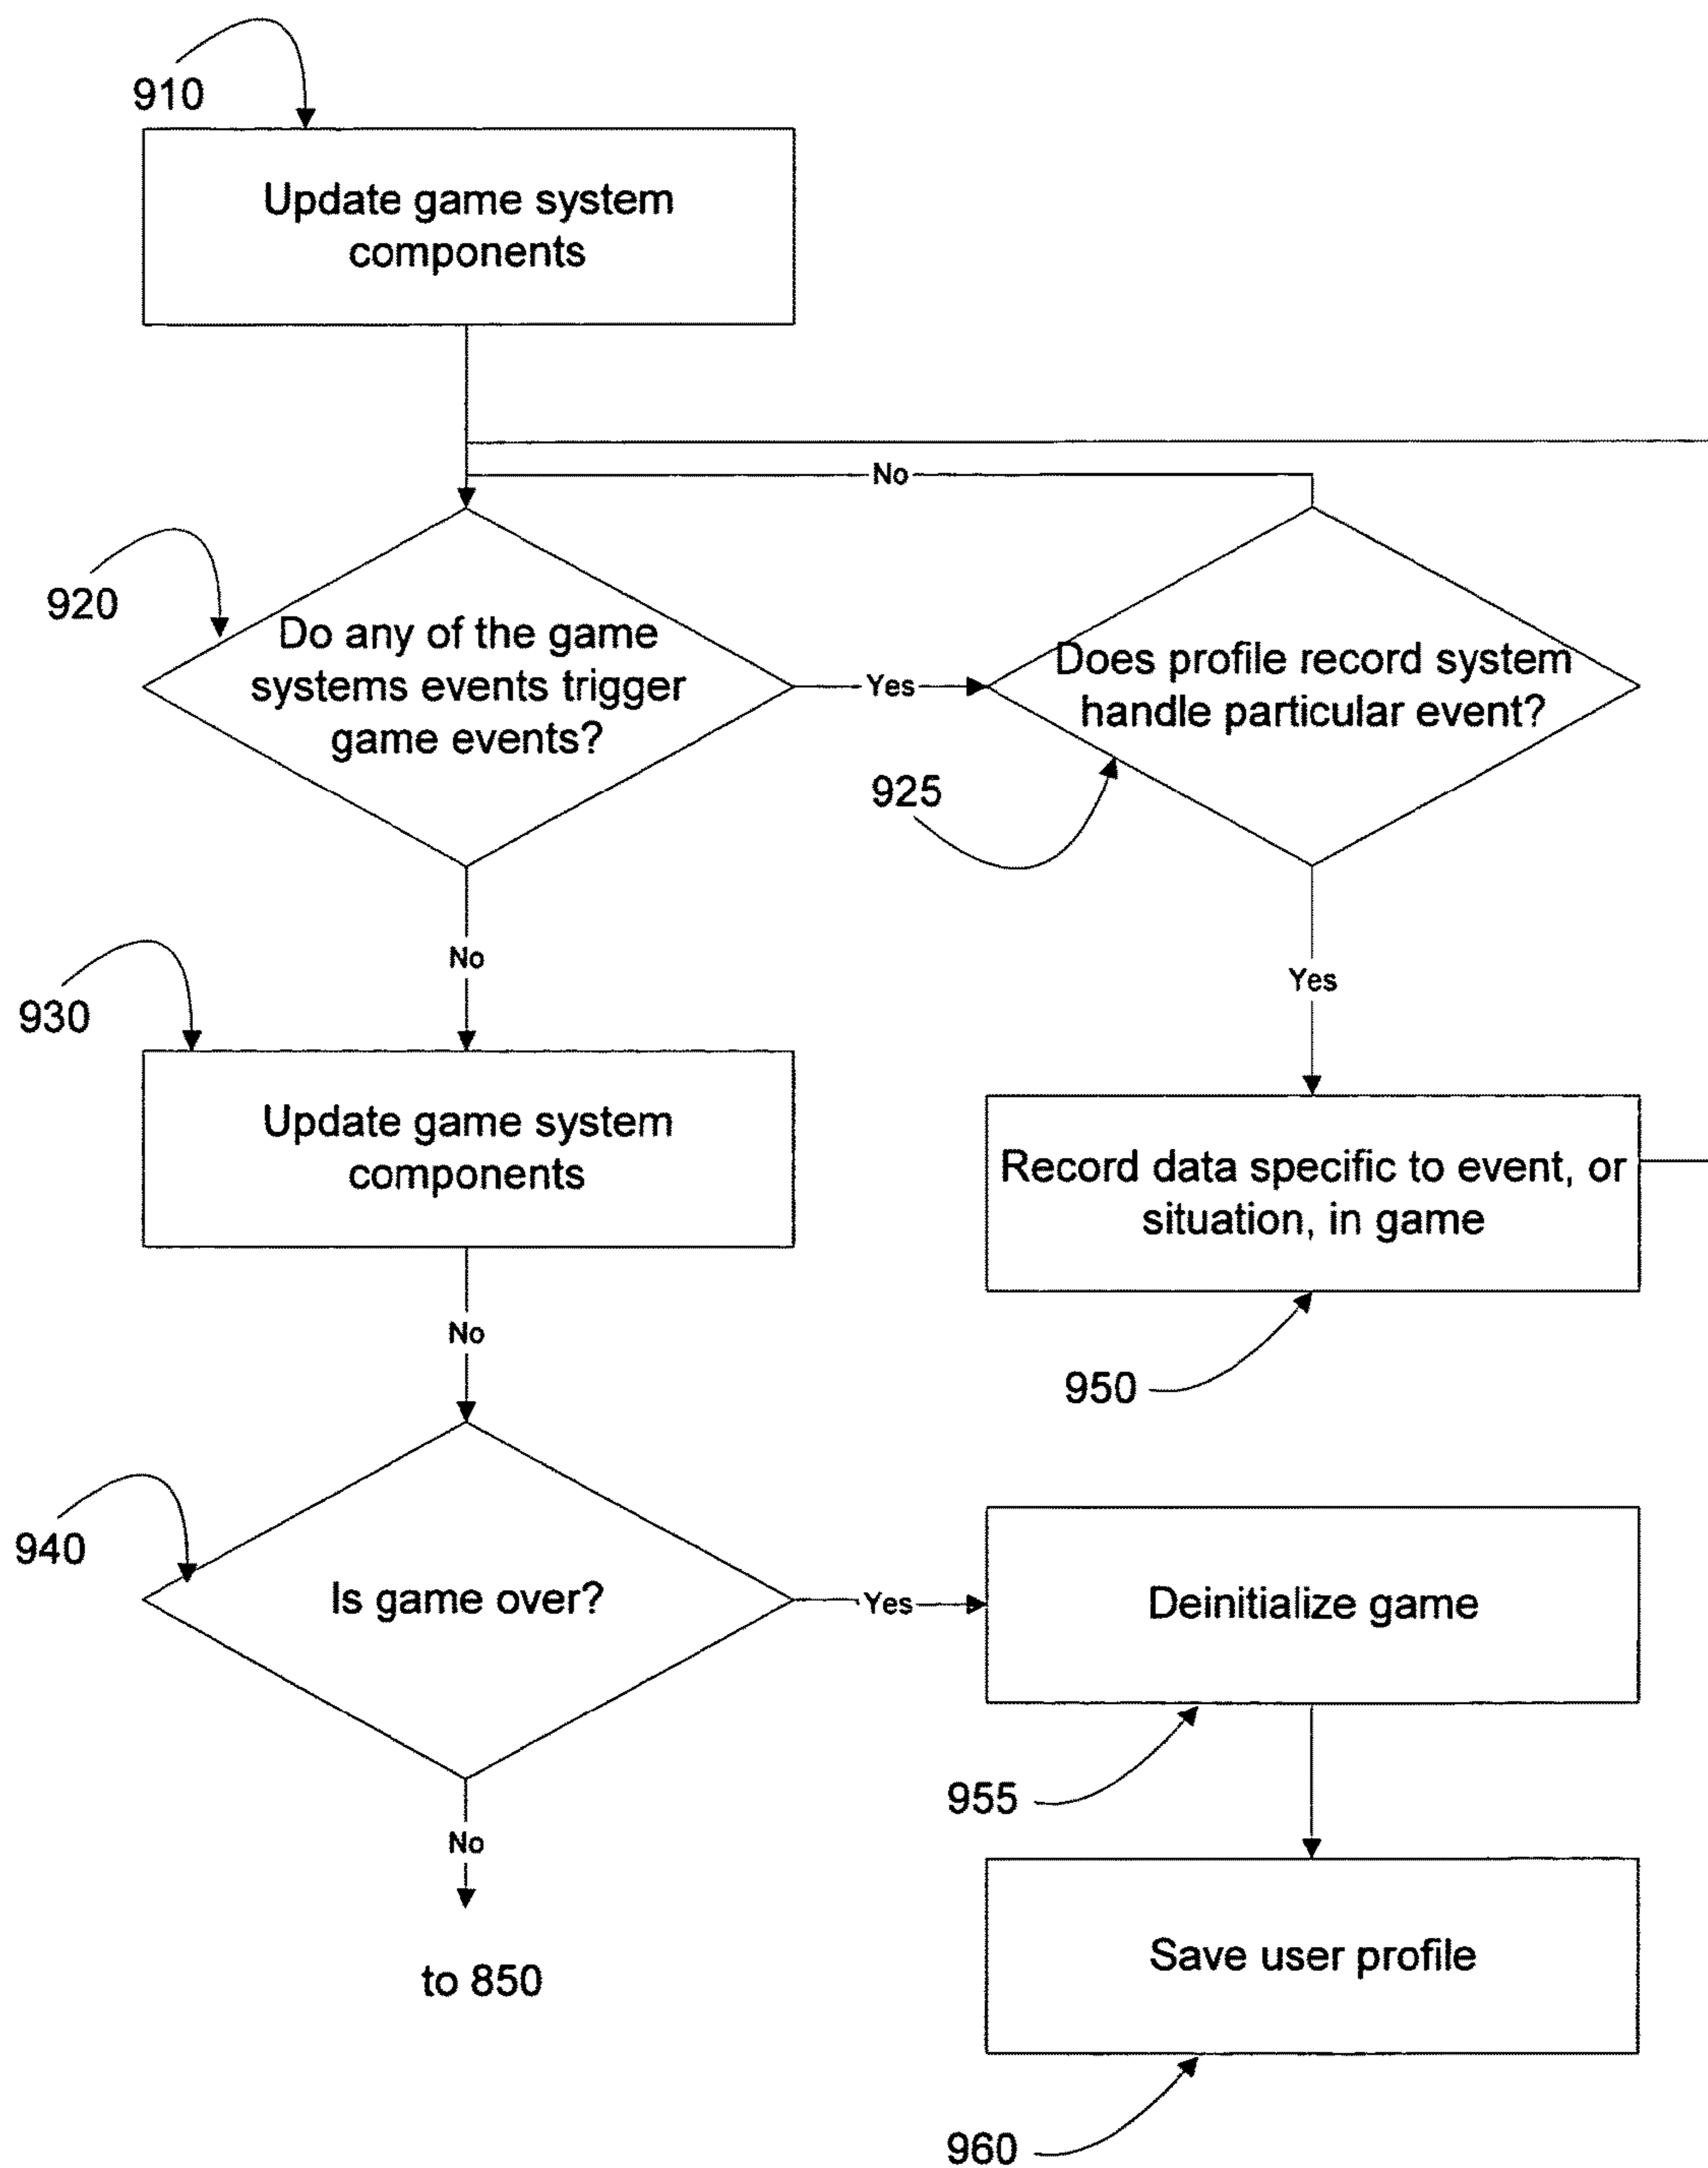 910
Update game system
components
No
920
Do any of the game
systems events trigger
game events?
Yes
Does profile record system
handle particular event?
925
No
Yes
930
Update game system
components
Record data specific to event, or
situation, in game
No
950
940
Is game over?
Yes
Deinitialize game
955
No
Save user profile
to 850
960